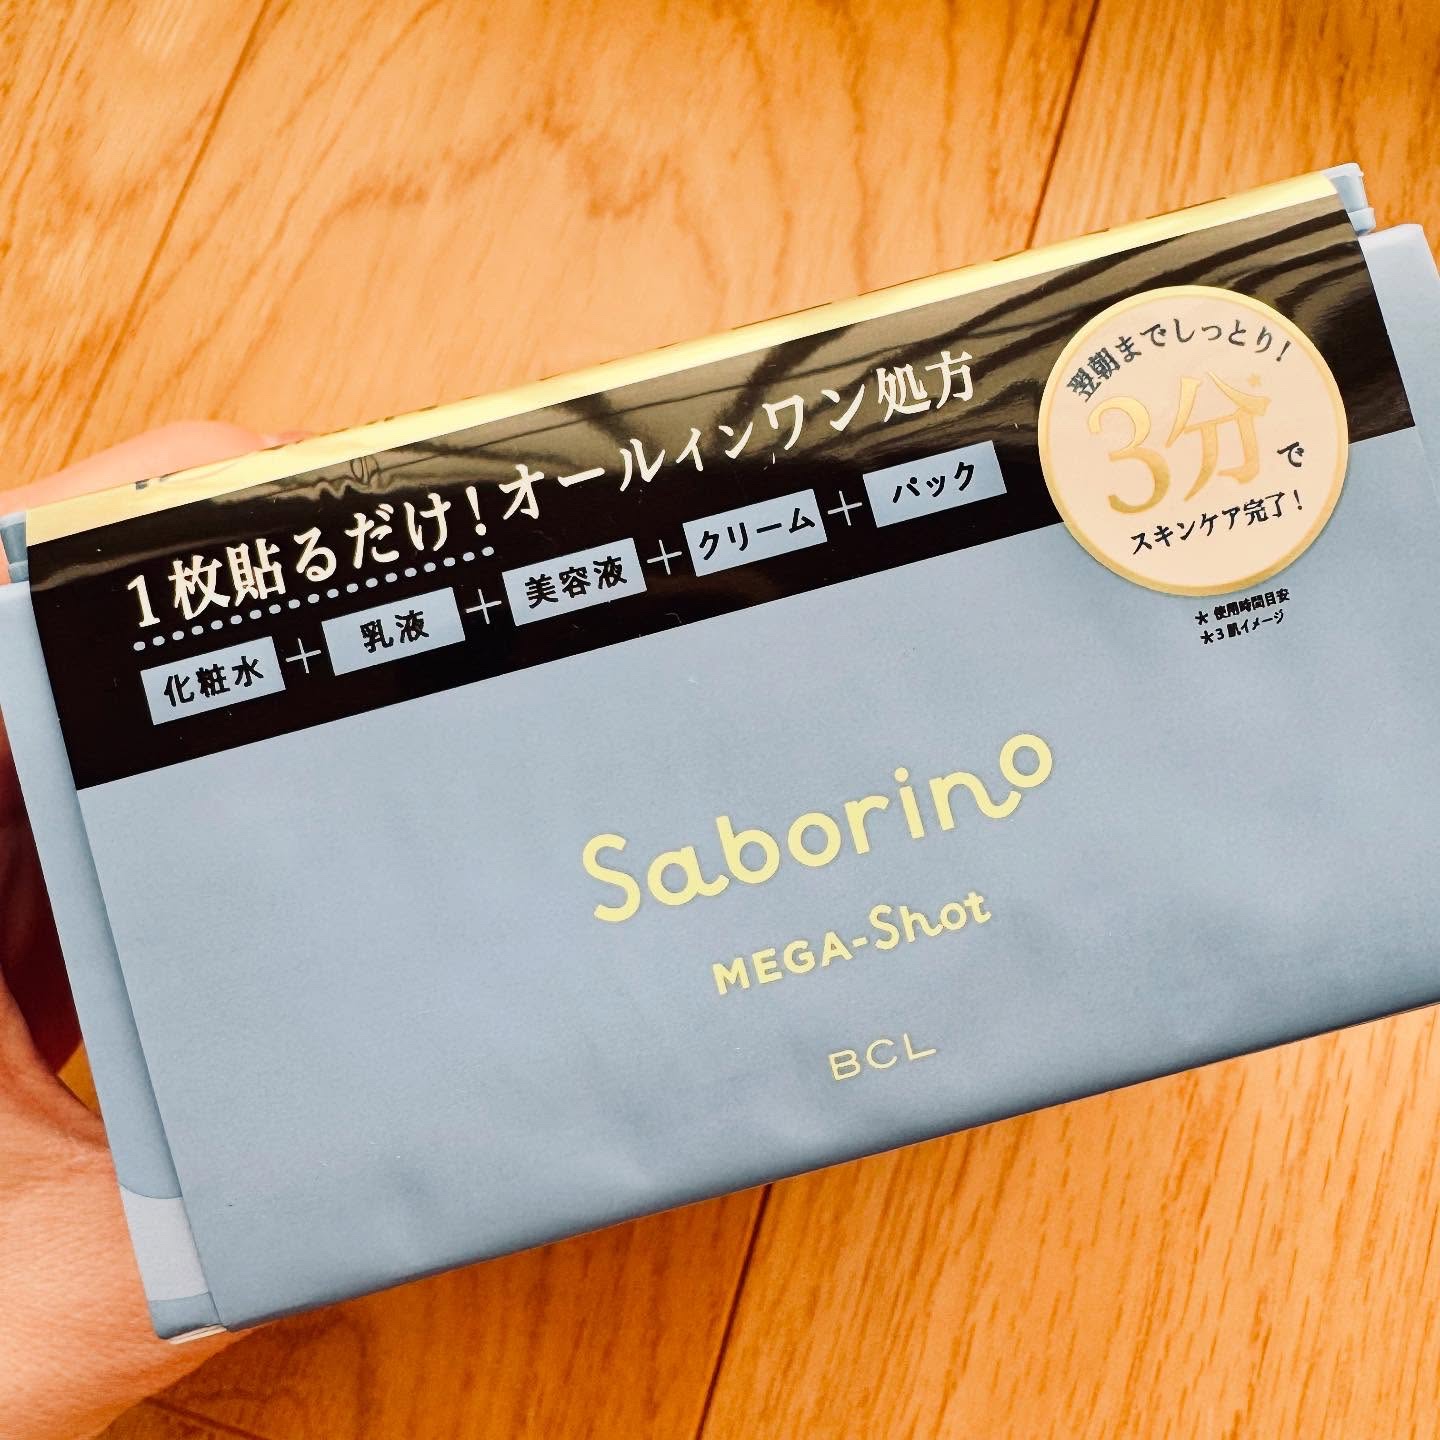 1枚貼るだけ！オールインワン処方
化粧水＋乳液＋美容液＋クリーム＋パック
翌朝までしっとり！
3分で
スキンケア完了！
＊ 使用時間目安
＊3 肌イメージ
Saborino
MEGA-Shot
BCL